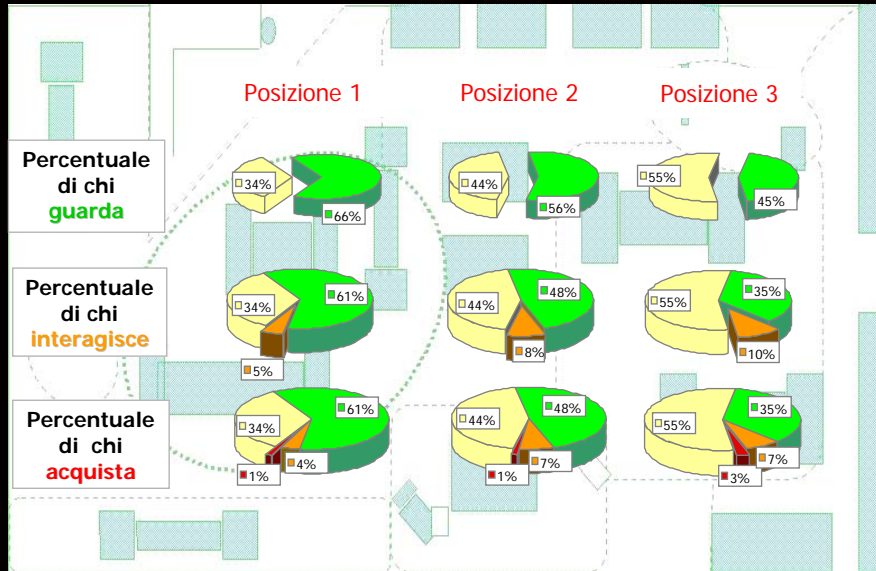 Posizione 1
Posizione 2
Posizione 3
Percentuale
di chi
guarda
34%
66%
44%
56%
55%
45%
Percentuale
di chi
interagisce
34%
61%
5%
44%
48%
8%
55%
35%
10%
Percentuale
di chi
acquista
34%
61%
4%
1%
44%
48%
7%
1%
55%
35%
7%
3%